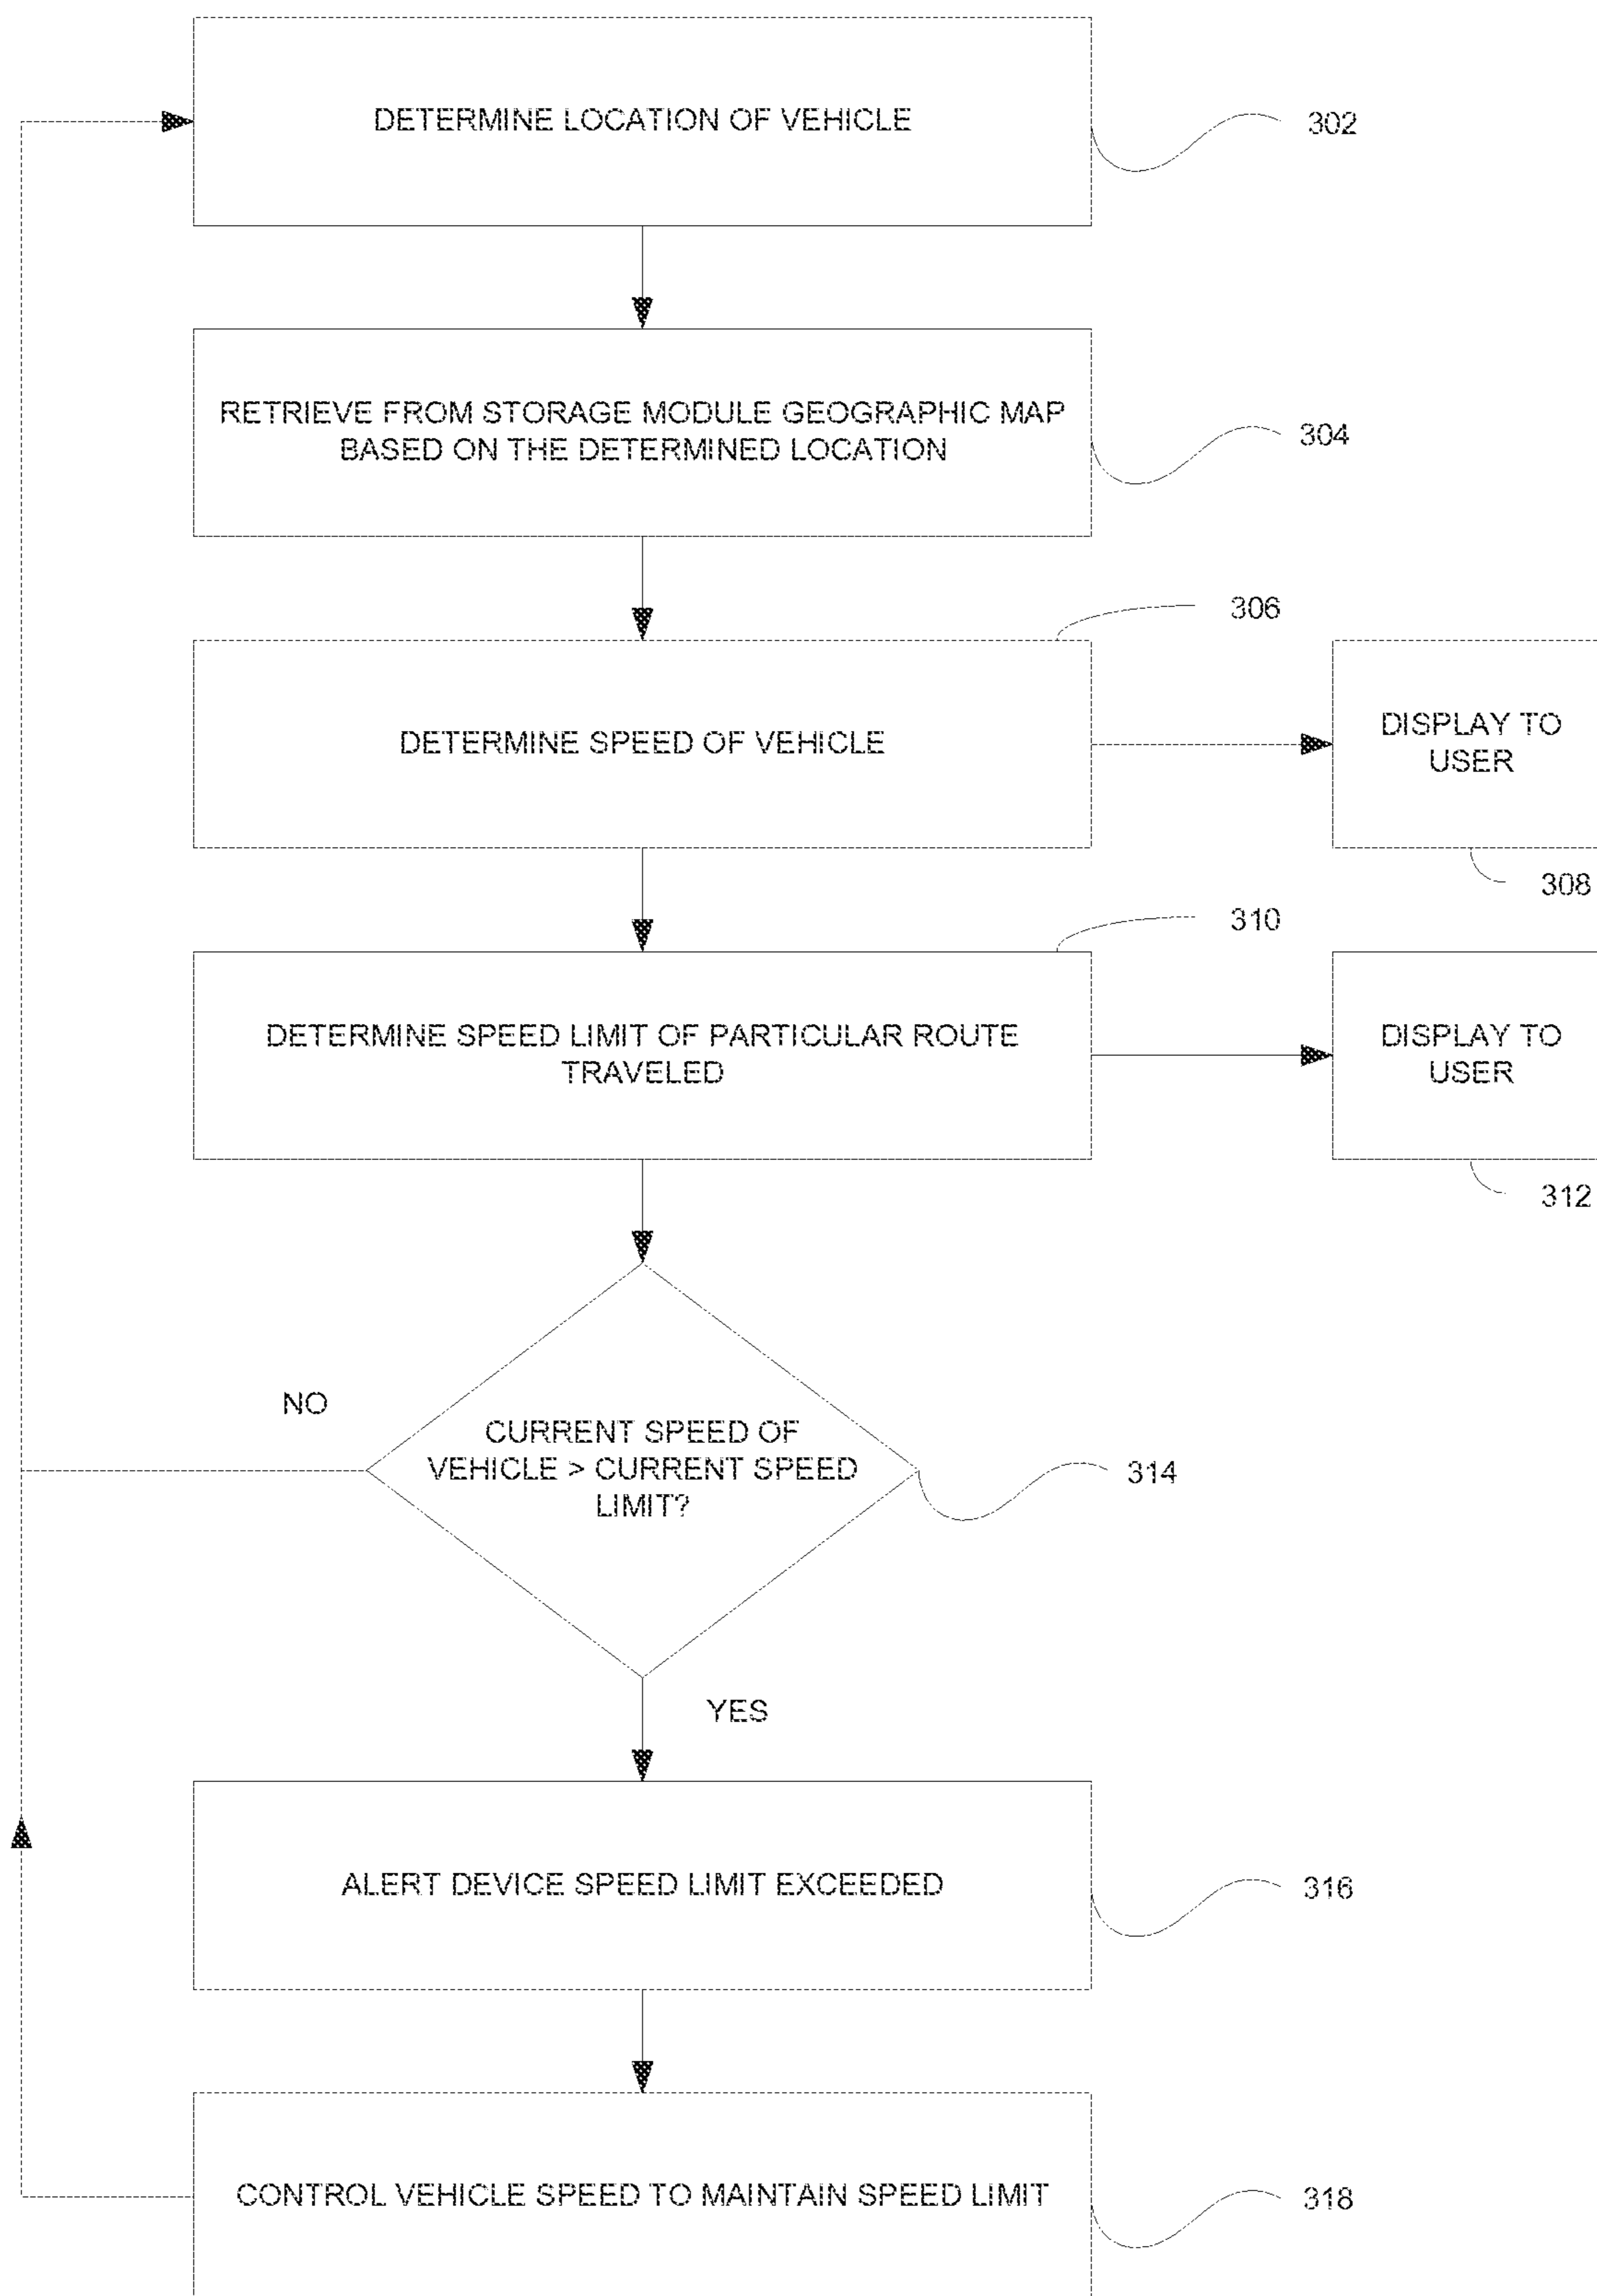 DETERMINE LOCATION OF VEHICLE
302
RETRIEVE FROM STORAGE MODULE GEOGRAPHIC MAP
BASED ON THE DETERMINED LOCATION
304
306
DETERMINE SPEED OF VEHICLE
DISPLAY TO
USER
308
310
DETERMINE SPEED LIMIT OF PARTICULAR ROUTE
TRAVELED
DISPLAY TO
USER
312
NO
CURRENT SPEED OF
VEHICLE > CURRENT SPEED
LIMIT?
314
YES
ALERT DEVICE SPEED LIMIT EXCEEDED
316
CONTROL VEHICLE SPEED TO MAINTAIN SPEED LIMIT
318